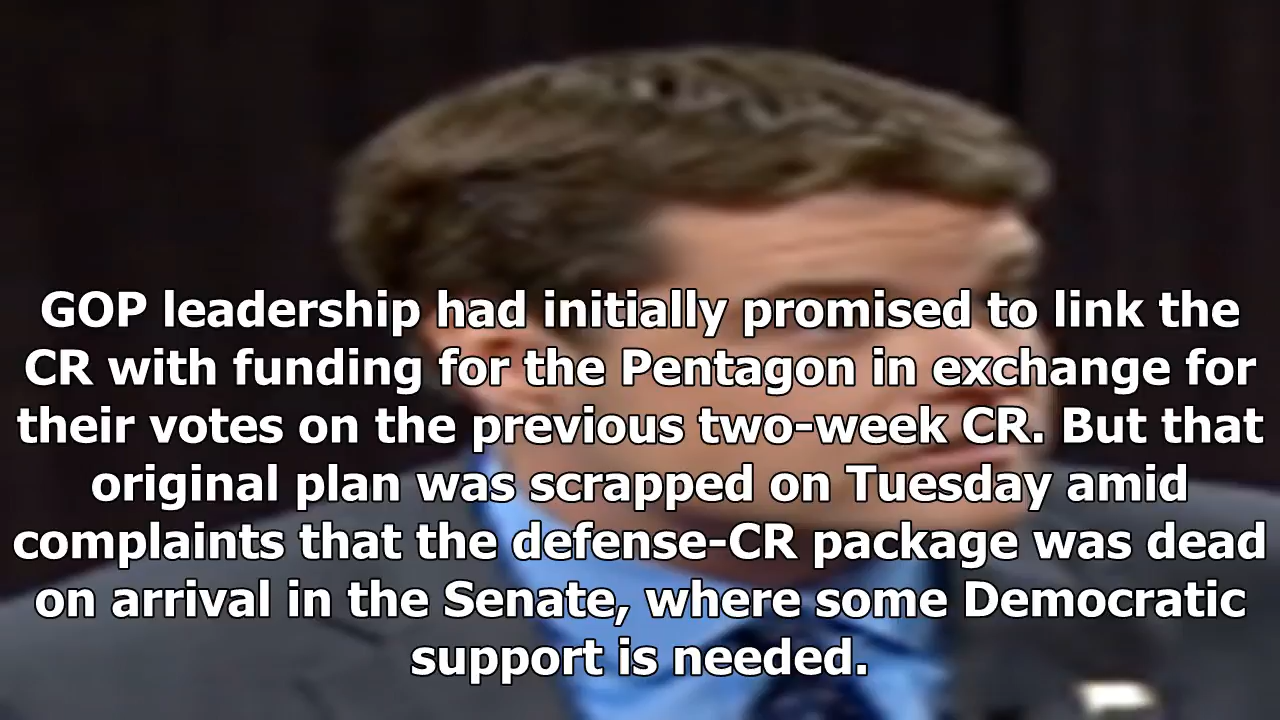 GOP leadership had initially promised to link the
CR with funding for the Pentagon in exchange for
their votes on the previous two-week CR. But that
original plan was scrapped on Tuesday amid
complaints that the defense-CR package was dead
on arrival in the Senate, where some Democratic
support is needed.